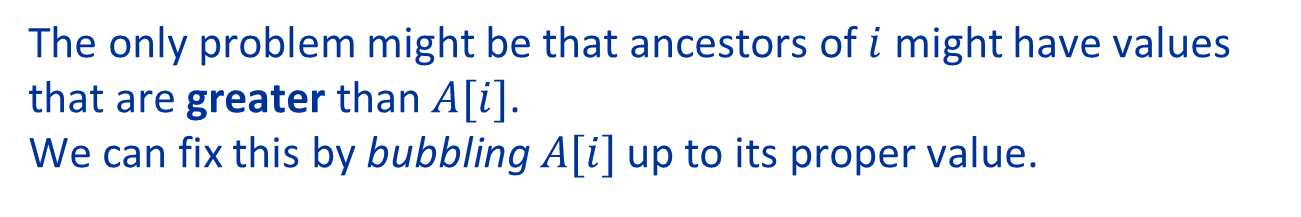 The only problem might be that ancestors of i might have values
that are greater than A[i].
We can fix this by bubbling A[i] up to its proper value.